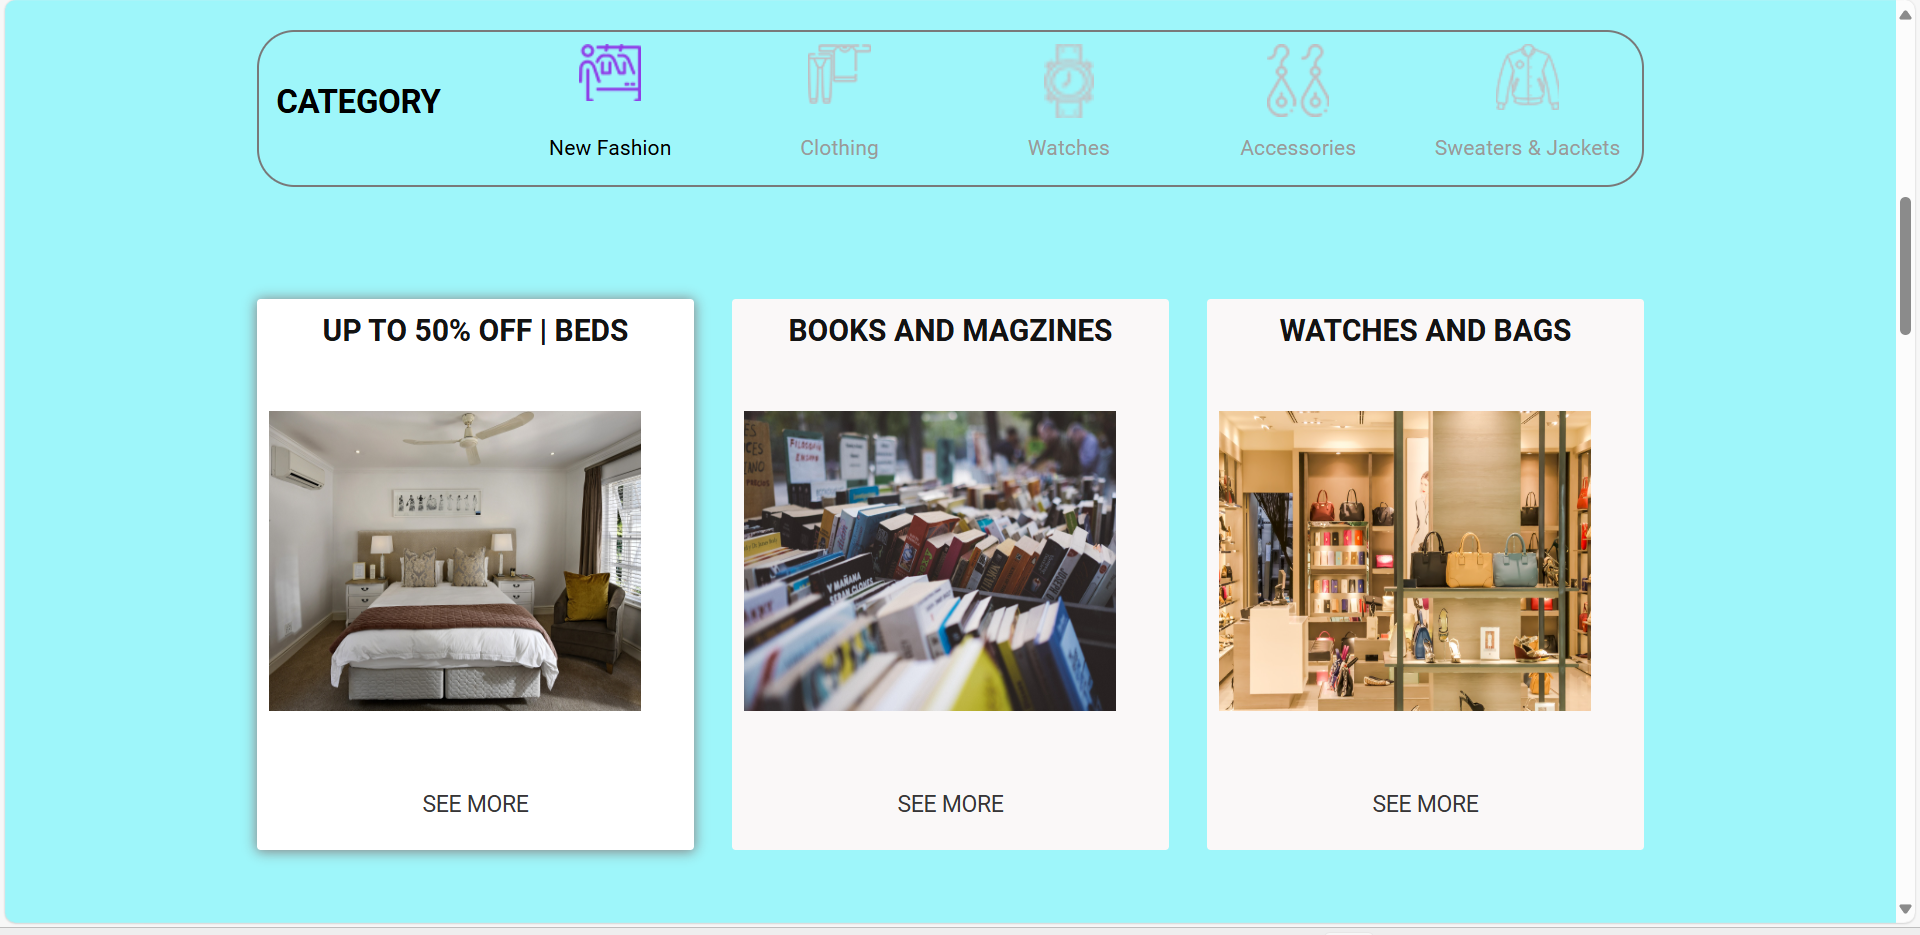 CATEGORY
New Fashion
Clothing
Watches
Accessories
Sweaters & Jackets
UP TO 50% OFF | BEDS
BOOKS AND MAGZINES
WATCHES AND BAGS
Y MAÑANA
SEE MORE
SEE MORE
SEE MORE